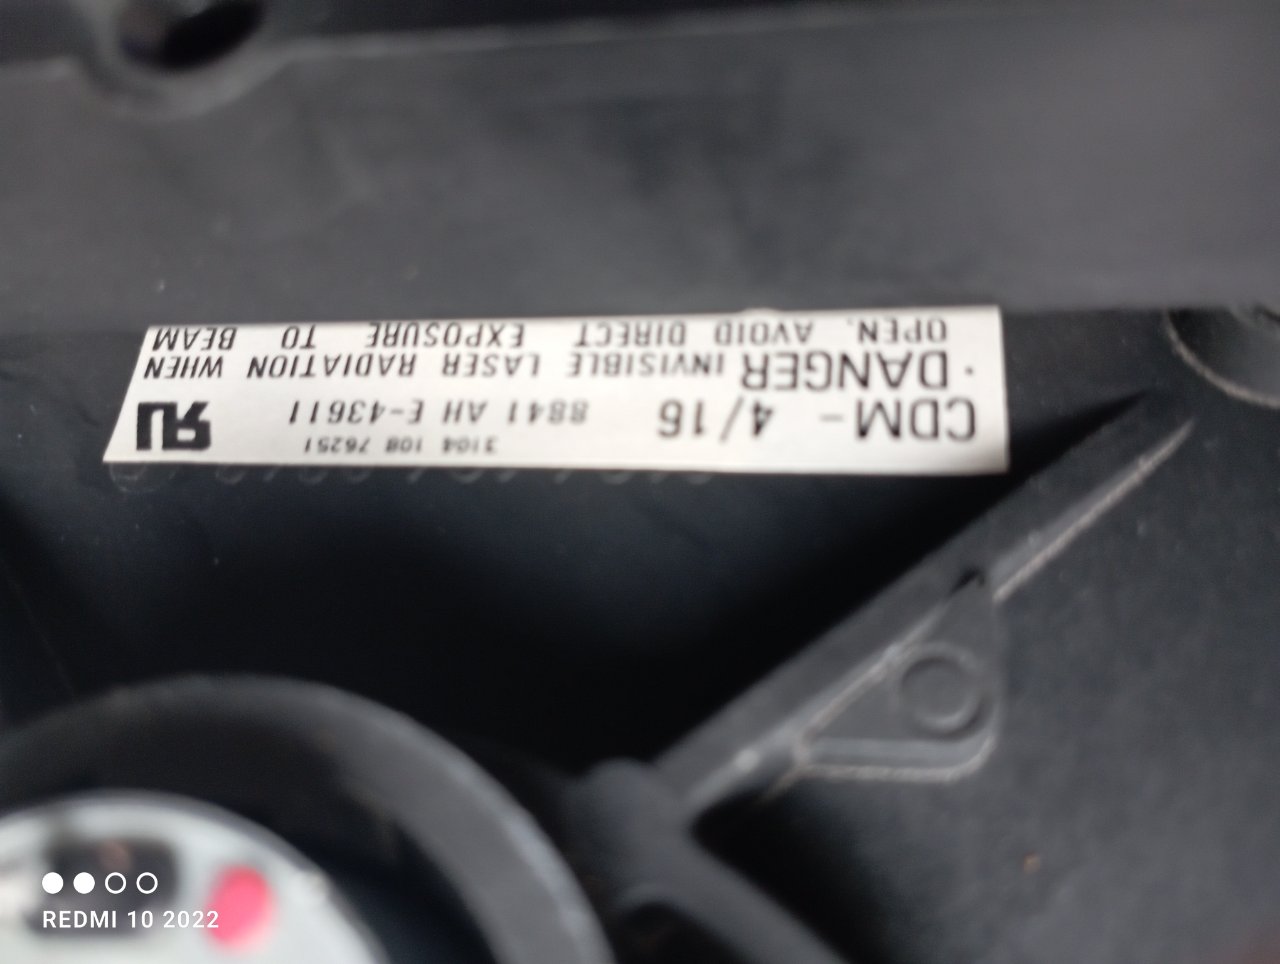 3104 108 76251
CDM - 4/19 8841 AH E-43611
· DANGER INVISIBLE LASER RADIATION WHEN
OPEN. AVOID DIRECT EXPOSURE TO BEAM
REDMI 10 2022